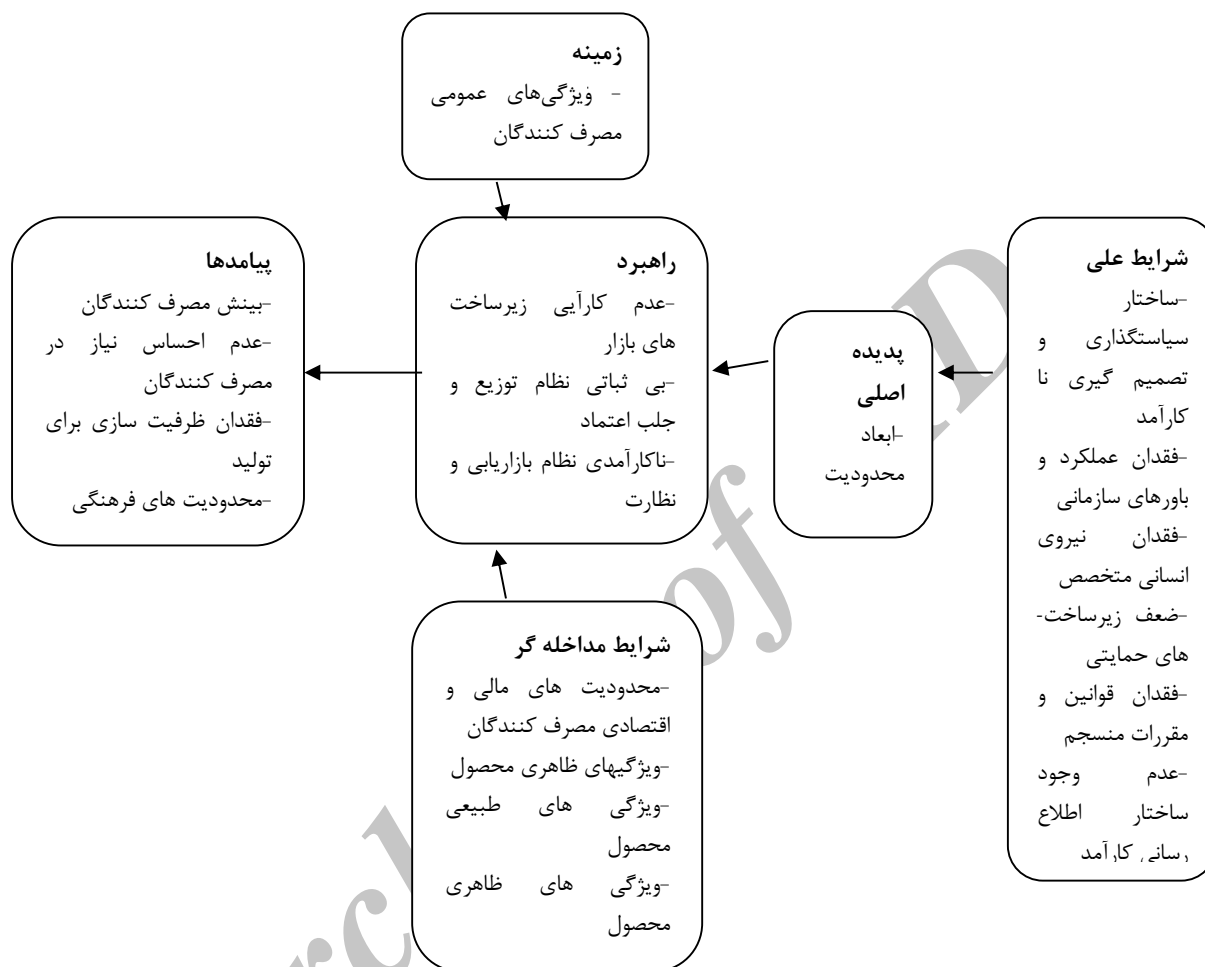 زمینه
- ویژگی‌های عمومی
مصرف کنندگان
شرایط علی
-ساختار
سیاستگذاری و
تصمیم گیری نا
کارآمد
-فقدان عملکرد و
باورهای سازمانی
-فقدان نیروی
انسانی متخصص
-ضعف زیرساخت-
های حمایتی
-فقدان قوانین و
مقررات منسجم
-عدم وجود
ساختار اطلاع
رسانی کارآمد
پدیده
اصلی
-ابعاد
محدودیت
راهبرد
-عدم کارآیی زیرساخت
های بازار
-بی ثباتی نظام توزیع و
جلب اعتماد
-ناکارآمدی نظام بازاریابی و
نظارت
پیامدها
-بینش مصرف کنندگان
-عدم احساس نیاز در
مصرف کنندگان
-فقدان ظرفیت سازی برای
تولید
-محدودیت های فرهنگی
شرایط مداخله گر
-محدودیت های مالی و
اقتصادی مصرف کنندگان
-ویژگیهای ظاهری محصول
-ویژگی های طبیعی
محصول
-ویژگی های ظاهری
محصول
of